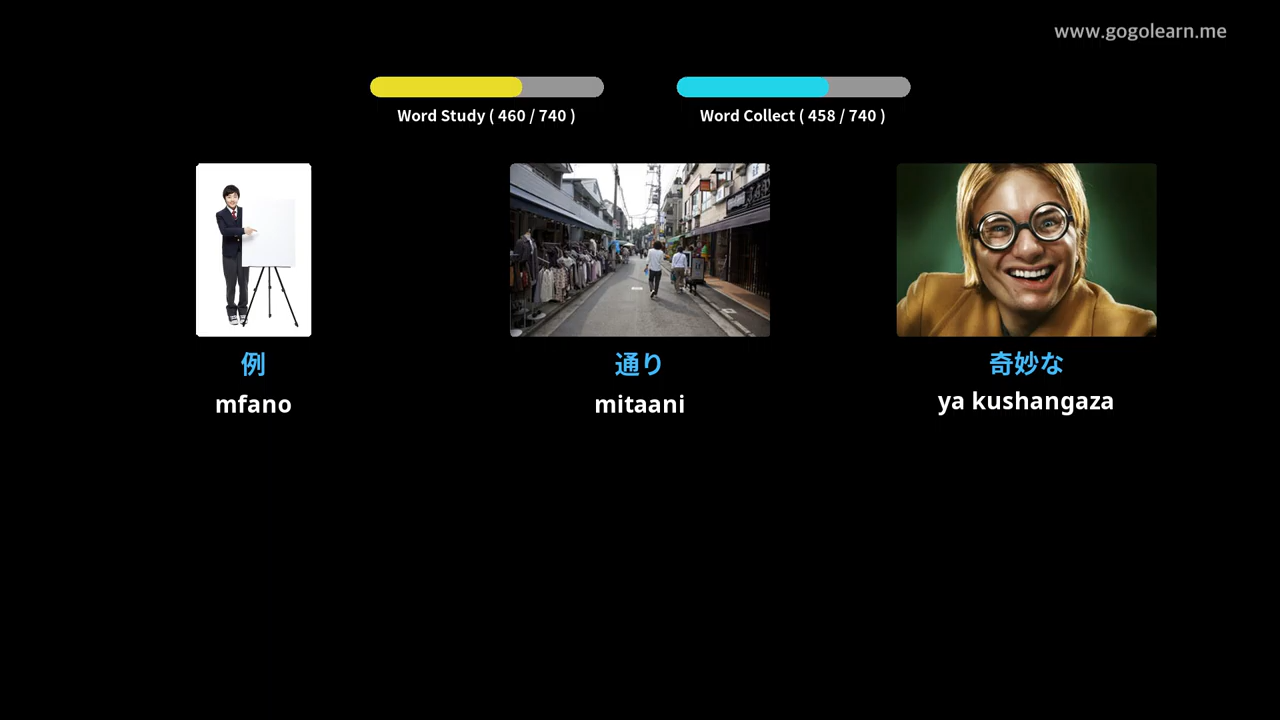 www.gogolearn.me
Word Study ( 460 / 740 )
Word Collect ( 458 / 740 )
例
mfano
通り
mitaani
奇妙な
ya kushangaza